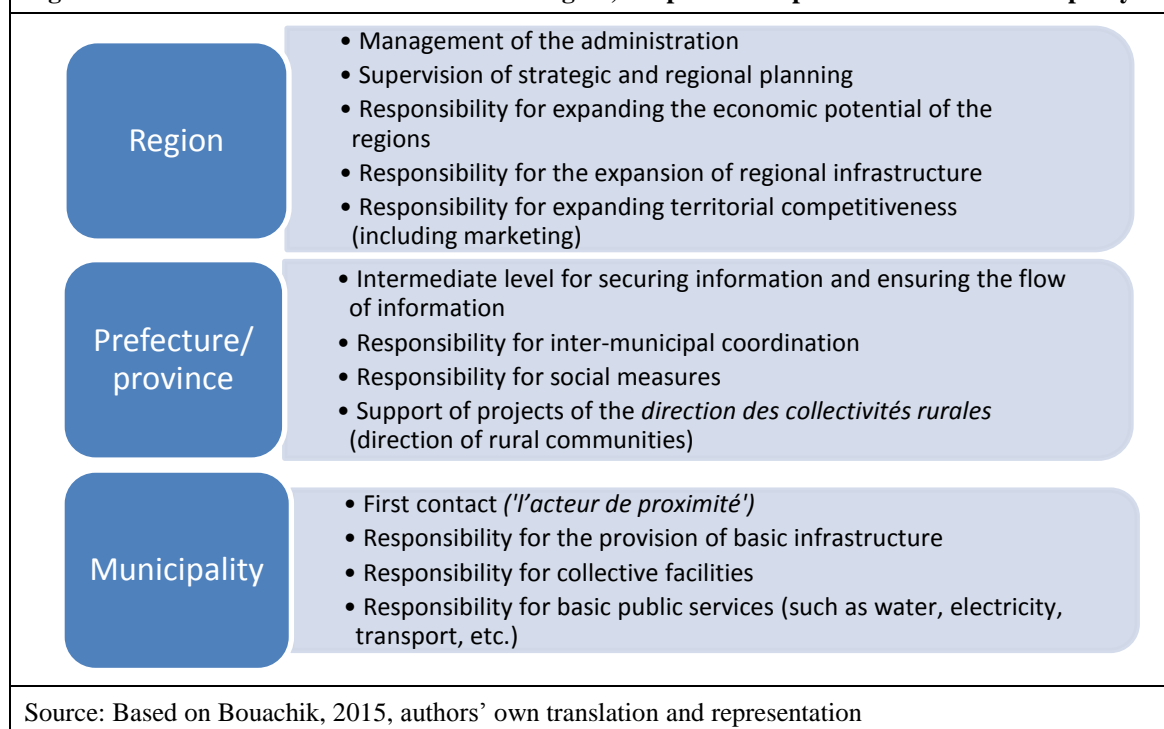 Region
• Management of the administration
• Supervision of strategic and regional planning
• Responsibility for expanding the economic potential of the
regions
• Responsibility for the expansion of regional infrastructure
• Responsibility for expanding territorial competitiveness
(including marketing)
Prefecture/
province
• Intermediate level for securing information and ensuring the flow
of information
• Responsibility for inter-municipal coordination
• Responsibility for social measures
• Support of projects of the direction des collectivités rurales
(direction of rural communities)
Municipality
• First contact ('l’acteur de proximité')
• Responsibility for the provision of basic infrastructure
• Responsibility for collective facilities
• Responsibility for basic public services (such as water, electricity,
transport, etc.)
Source: Based on Bouachik, 2015, authors’ own translation and representation